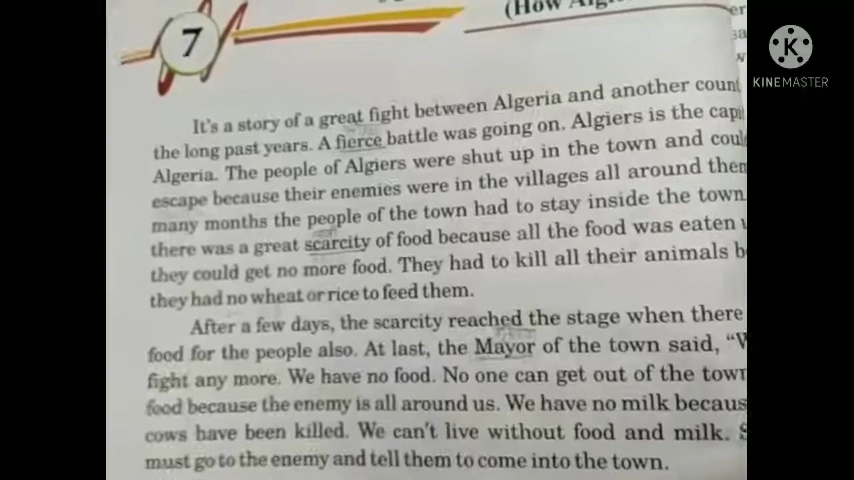 (How
7
KINEMASTER
It's a story of a great fight between Algeria and another
the long past years. A fierce battle was going on. Algiers is the
Algeria. The people of Algiers were shut up in the town and
escape because their enemies were in the villages all around
many months the people of the town had to stay inside the town
there was a great scarcity of food because all the food was eaten
they could get no more food. They had to kill all their animals
they had no wheat or rice to feed them.
After a few days, the scarcity reached the stage when there
food for the people also. At last, the Mayor of the town said,
fight any more. We have no food. No one can get out of the town
food because the enemy is all around us. We have no milk
cows have been killed. We can't live without food and milk.
must go to the enemy and tell them to come into the town.